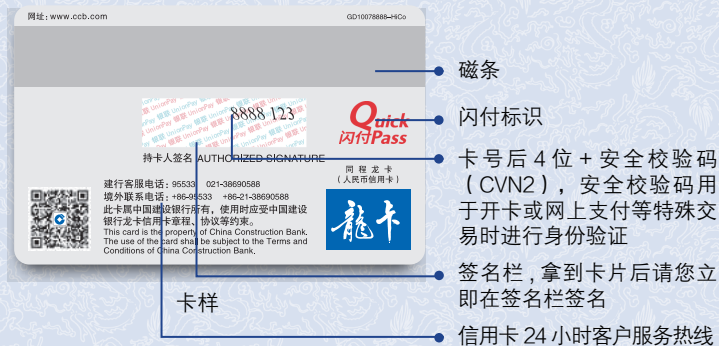 网址: www.ccb.com
GD10078888-HiCo
磁条
8888 123
Quick
闪付Pass
闪付标识
持卡人签名 AUTHORIZED SIGNATURE
同程龙卡
(人民币信用卡)
卡号后 4 位 + 安全校验码
(CVN2),安全校验码用
于开卡或网上支付等特殊交
易时进行身份验证
建行客服电话: 95533 021-38690588
境外联系电话: +86-95533 +86-21-38690588
此卡属中国建设银行所有,使用时应受中国建设
银行龙卡信用卡章程、协议等约束。
This card is the property of China Construction Bank.
The use of the card shall be subject to the Terms and
Conditions of China Construction Bank.
龍卡
签名栏 , 拿到卡片后请您立
即在签名栏签名
卡样
信用卡 24 小时客户服务热线